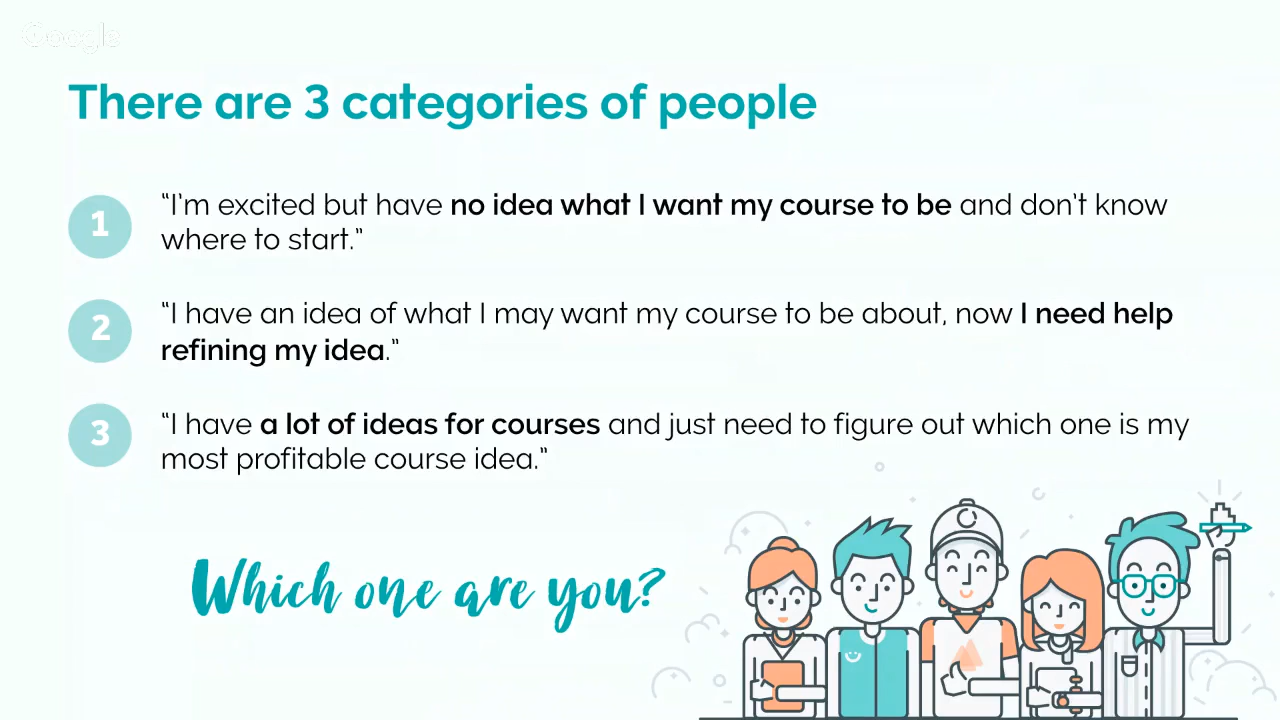 Google
There are 3 categories of people
1
“I’m excited but have no idea what I want my course to be and don’t know
where to start.”
2
“I have an idea of what I may want my course to be about, now I need help
refining my idea.”
3
“I have a lot of ideas for courses and just need to figure out which one is my
most profitable course idea.”
Which one are you?